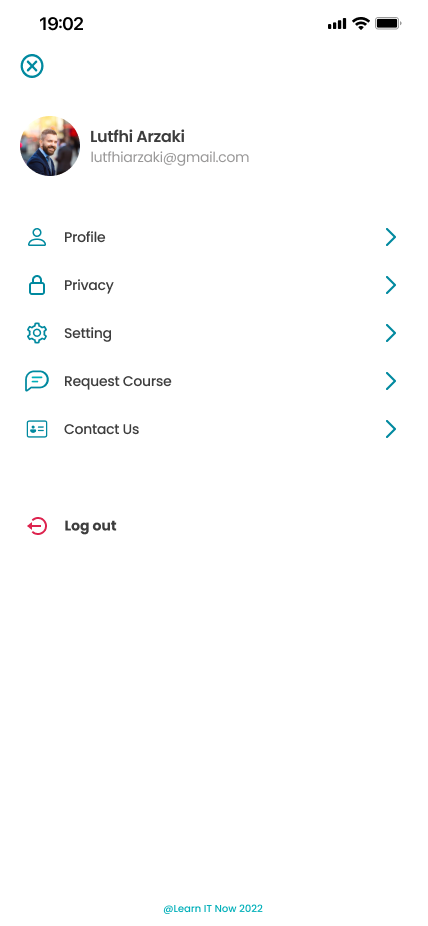 19:02
Lutfhi Arzaki
lutfhiarzaki@gmail.com
Profile
Privacy
Setting
Request Course
Contact Us
Log out
@Learn IT Now 2022